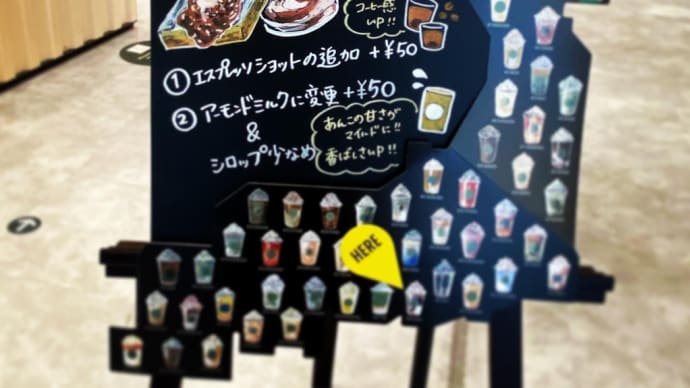 コーヒー感
UP!!
① エスプレッソショットの追加 +¥50
② アーモンドミルクに変更 +¥50
&
シロップ少なめ
あんこの甘さが
マイルドに!!
香ばしさUP!!
HERE